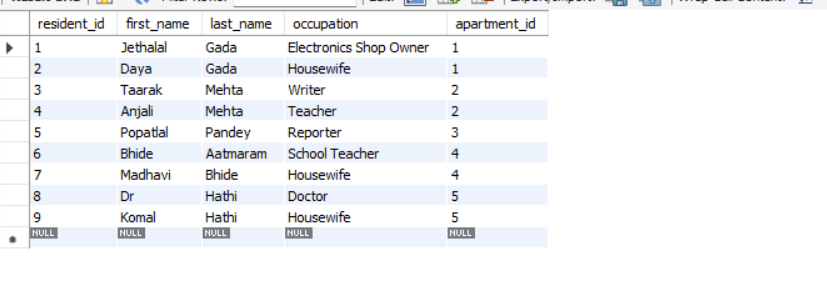 resident_id first_name last_name occupation apartment_id
1 Jethalal Gada Electronics Shop Owner 1
2 Daya Gada Housewife 1
3 Taarak Mehta Writer 2
4 Anjali Mehta Teacher 2
5 Popatlal Pandey Reporter 3
6 Bhide Aatmaram School Teacher 4
7 Madhavi Bhide Housewife 4
8 Dr Hathi Doctor 5
9 Komal Hathi Housewife 5
NULL NULL NULL NULL NULL